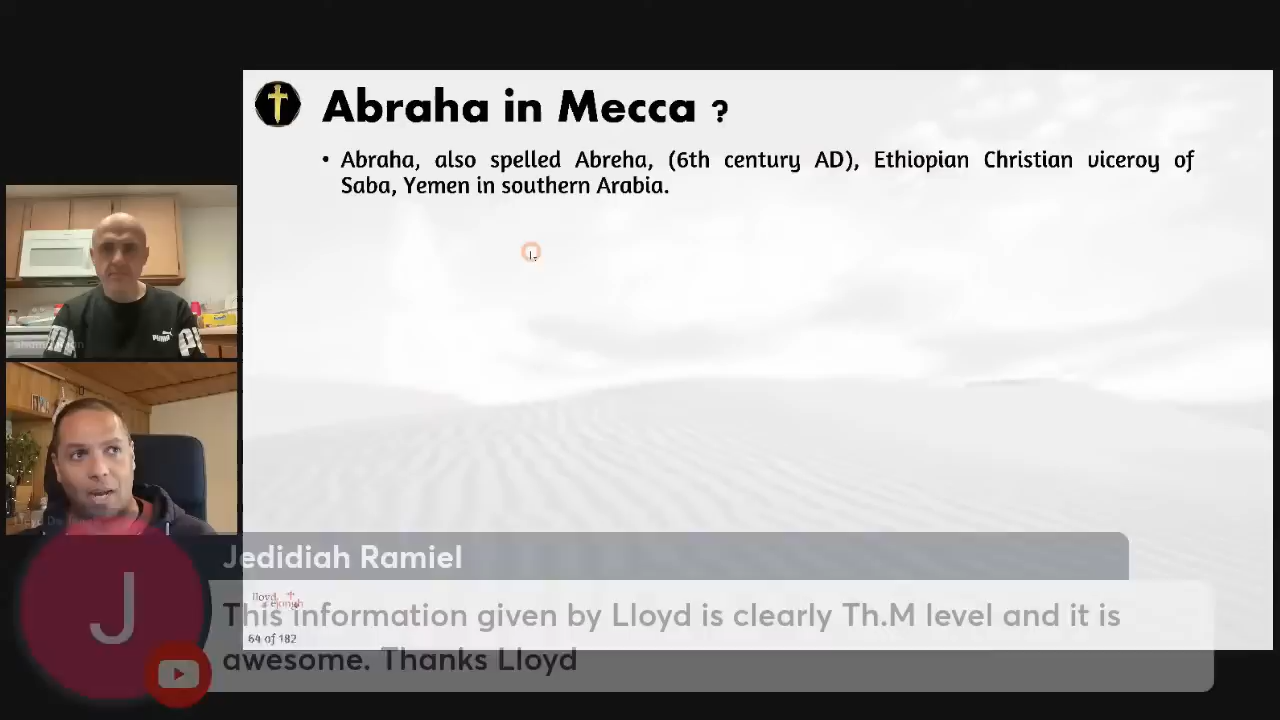 Abraha in Mecca ?
• Abraha, also spelled Abreha, (6th century AD), Ethiopian Christian viceroy of
Saba, Yemen in southern Arabia.
PUMA
J
Jedidiah Ramiel
This information given by Lloyd is clearly Th.M level and it is
awesome. Thanks Lloyd
lloyd
64 of 182